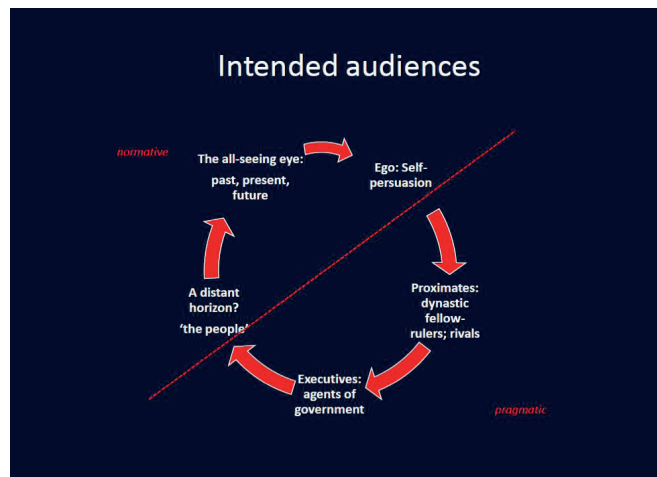 Intended audiences
normative
The all-seeing eye:
past, present,
future
Ego: Self-
persuasion
Proximates:
dynastic
fellow-
rulers; rivals
Executives:
agents of
government
A distant
horizon?
‘the people’
pragmatic